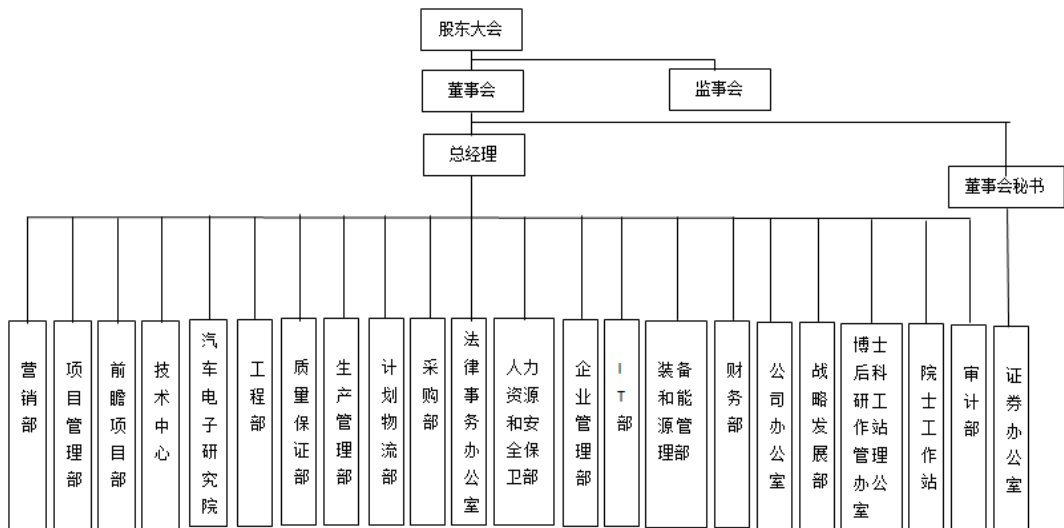 股东大会
董事会
监事会
总经理
董事会秘书
营销部
项目管理部
前瞻项目部
技术中心
汽车电子研究院
工程部
质量保证部
生产管理部
计划物流部
采购部
法律事务办公室
人力资源和安全保卫部
企业管理部
IT部
装备和能源管理部
财务部
公司办公室
战略发展部
博士后科研工作站管理办公室
院士工作站
审计部
证券办公室